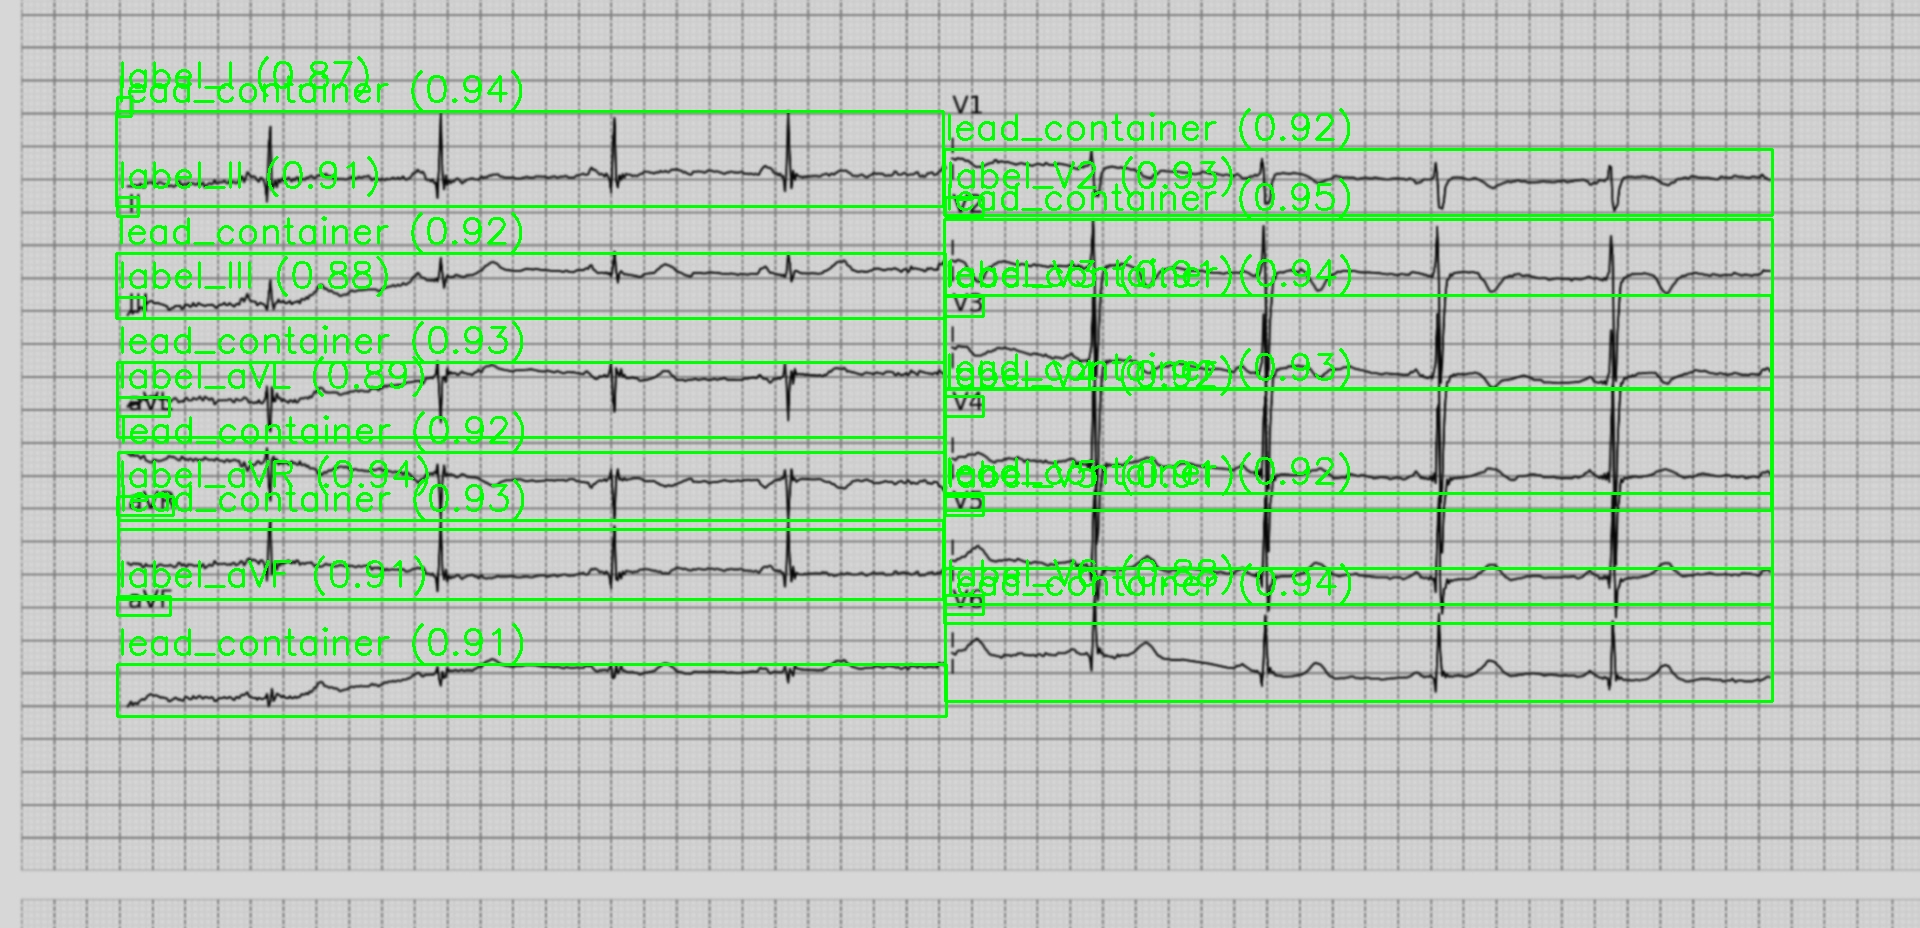 label_I (0.87)
lead_container (0.94)
label_II (0.91)
II
lead_container (0.92)
label_III (0.88)
III
lead_container (0.93)
label_aVL (0.89)
aVL
lead_container (0.92)
label_aVR (0.94)
lead_container (0.93)
aVR
label_aVF (0.91)
aVF
lead_container (0.91)
V1
lead_container (0.92)
label_V2 (0.93)
lead_container (0.95)
V2
label_V3 (0.91)
lead_container (0.94)
V3
lead_container (0.93)
label_V4 (0.92)
V4
label_V5 (0.91)
lead_container (0.92)
V5
label_V6 (0.88)
lead_container (0.94)
V6